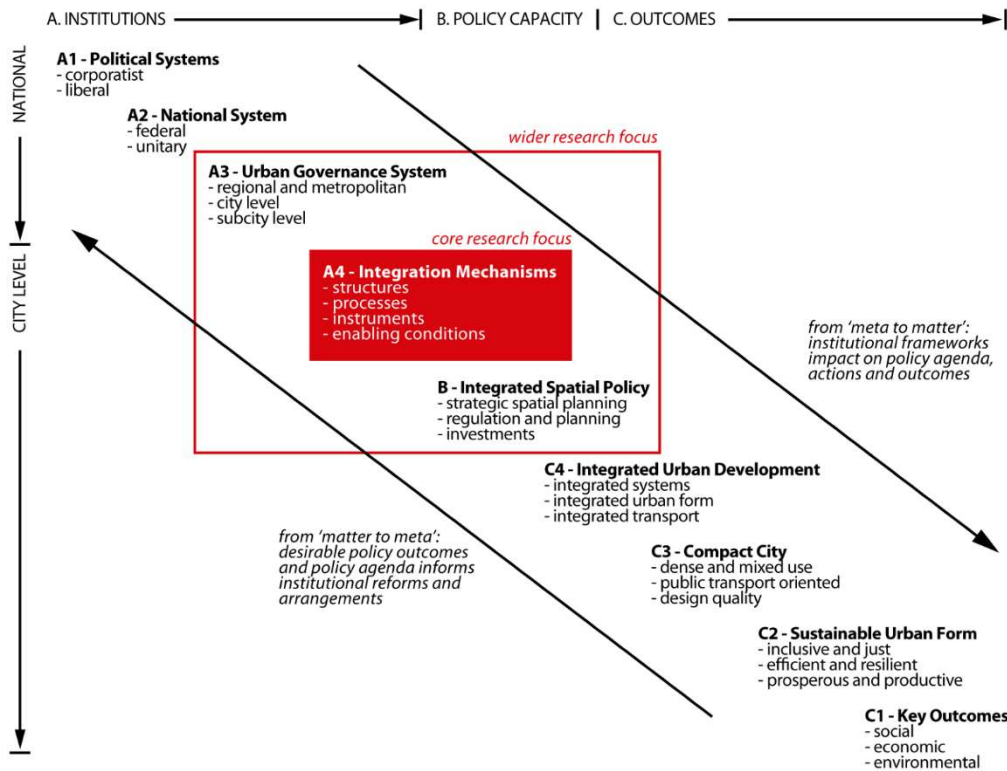 A. INSTITUTIONS
B. POLICY CAPACITY
C. OUTCOMES
NATIONAL
CITY LEVEL
A1 - Political Systems
- corporatist
- liberal
A2 - National System
- federal
- unitary
wider research focus
A3 - Urban Governance System
- regional and metropolitan
- city level
- subcity level
core research focus
A4 - Integration Mechanisms
- structures
- processes
- instruments
- enabling conditions
from ‘meta to matter’:
institutional frameworks
impact on policy agenda,
actions and outcomes
B - Integrated Spatial Policy
- strategic spatial planning
- regulation and planning
- investments
C4 - Integrated Urban Development
- integrated systems
- integrated urban form
- integrated transport
from ‘matter to meta’:
desirable policy outcomes
and policy agenda informs
institutional reforms and
arrangements
C3 - Compact City
- dense and mixed use
- public transport oriented
- design quality
C2 - Sustainable Urban Form
- inclusive and just
- efficient and resilient
- prosperous and productive
C1 - Key Outcomes
- social
- economic
- environmental